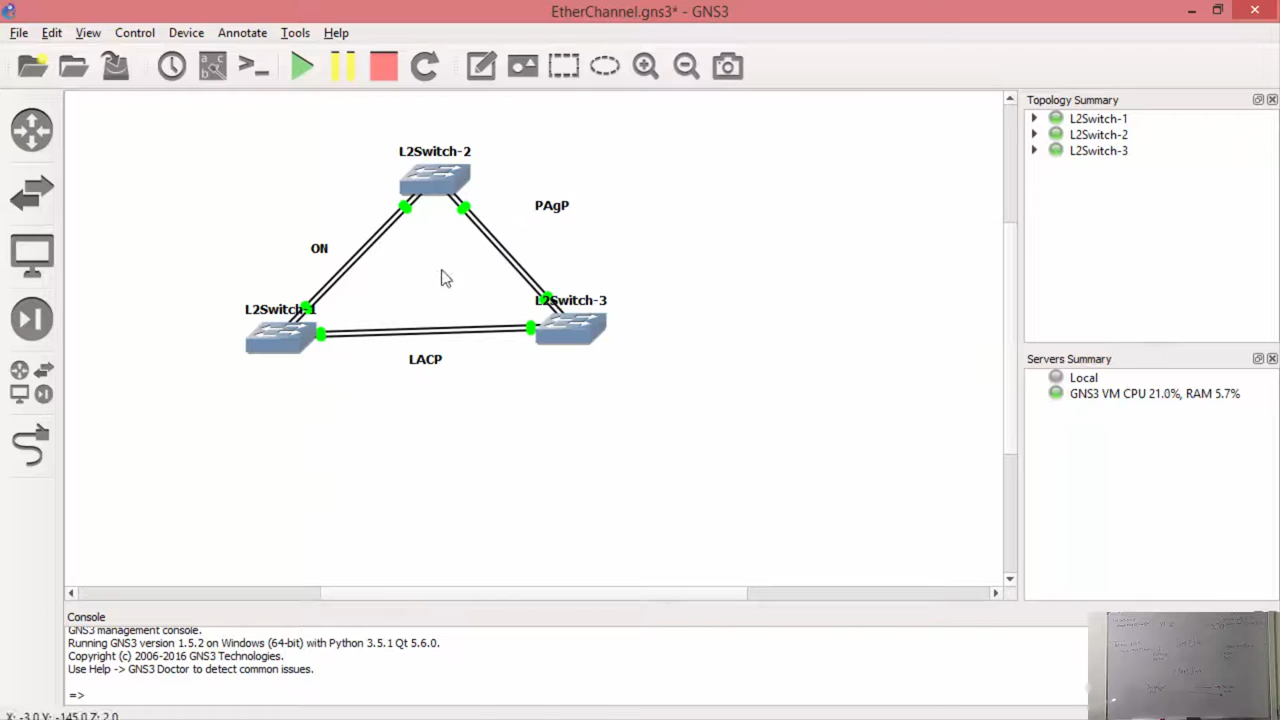 EtherChannel.gns3* - GNS3
File Edit View Control Device Annotate Tools Help
Topology Summary
L2Switch-1
L2Switch-2
L2Switch-3
L2Switch-2
PAgP
ON
L2Switch-1
L2Switch-3
LACP
Servers Summary
Local
GNS3 VM CPU 21.0%, RAM 5.7%
Console
GNS3 management console.
Running GNS3 version 1.5.2 on Windows (64-bit) with Python 3.5.1 Qt 5.6.0.
Copyright (c) 2006-2016 GNS3 Technologies.
Use Help -> GNS3 Doctor to detect common issues.
=>
X: -3.0 Y: -145.0 Z: 2.0